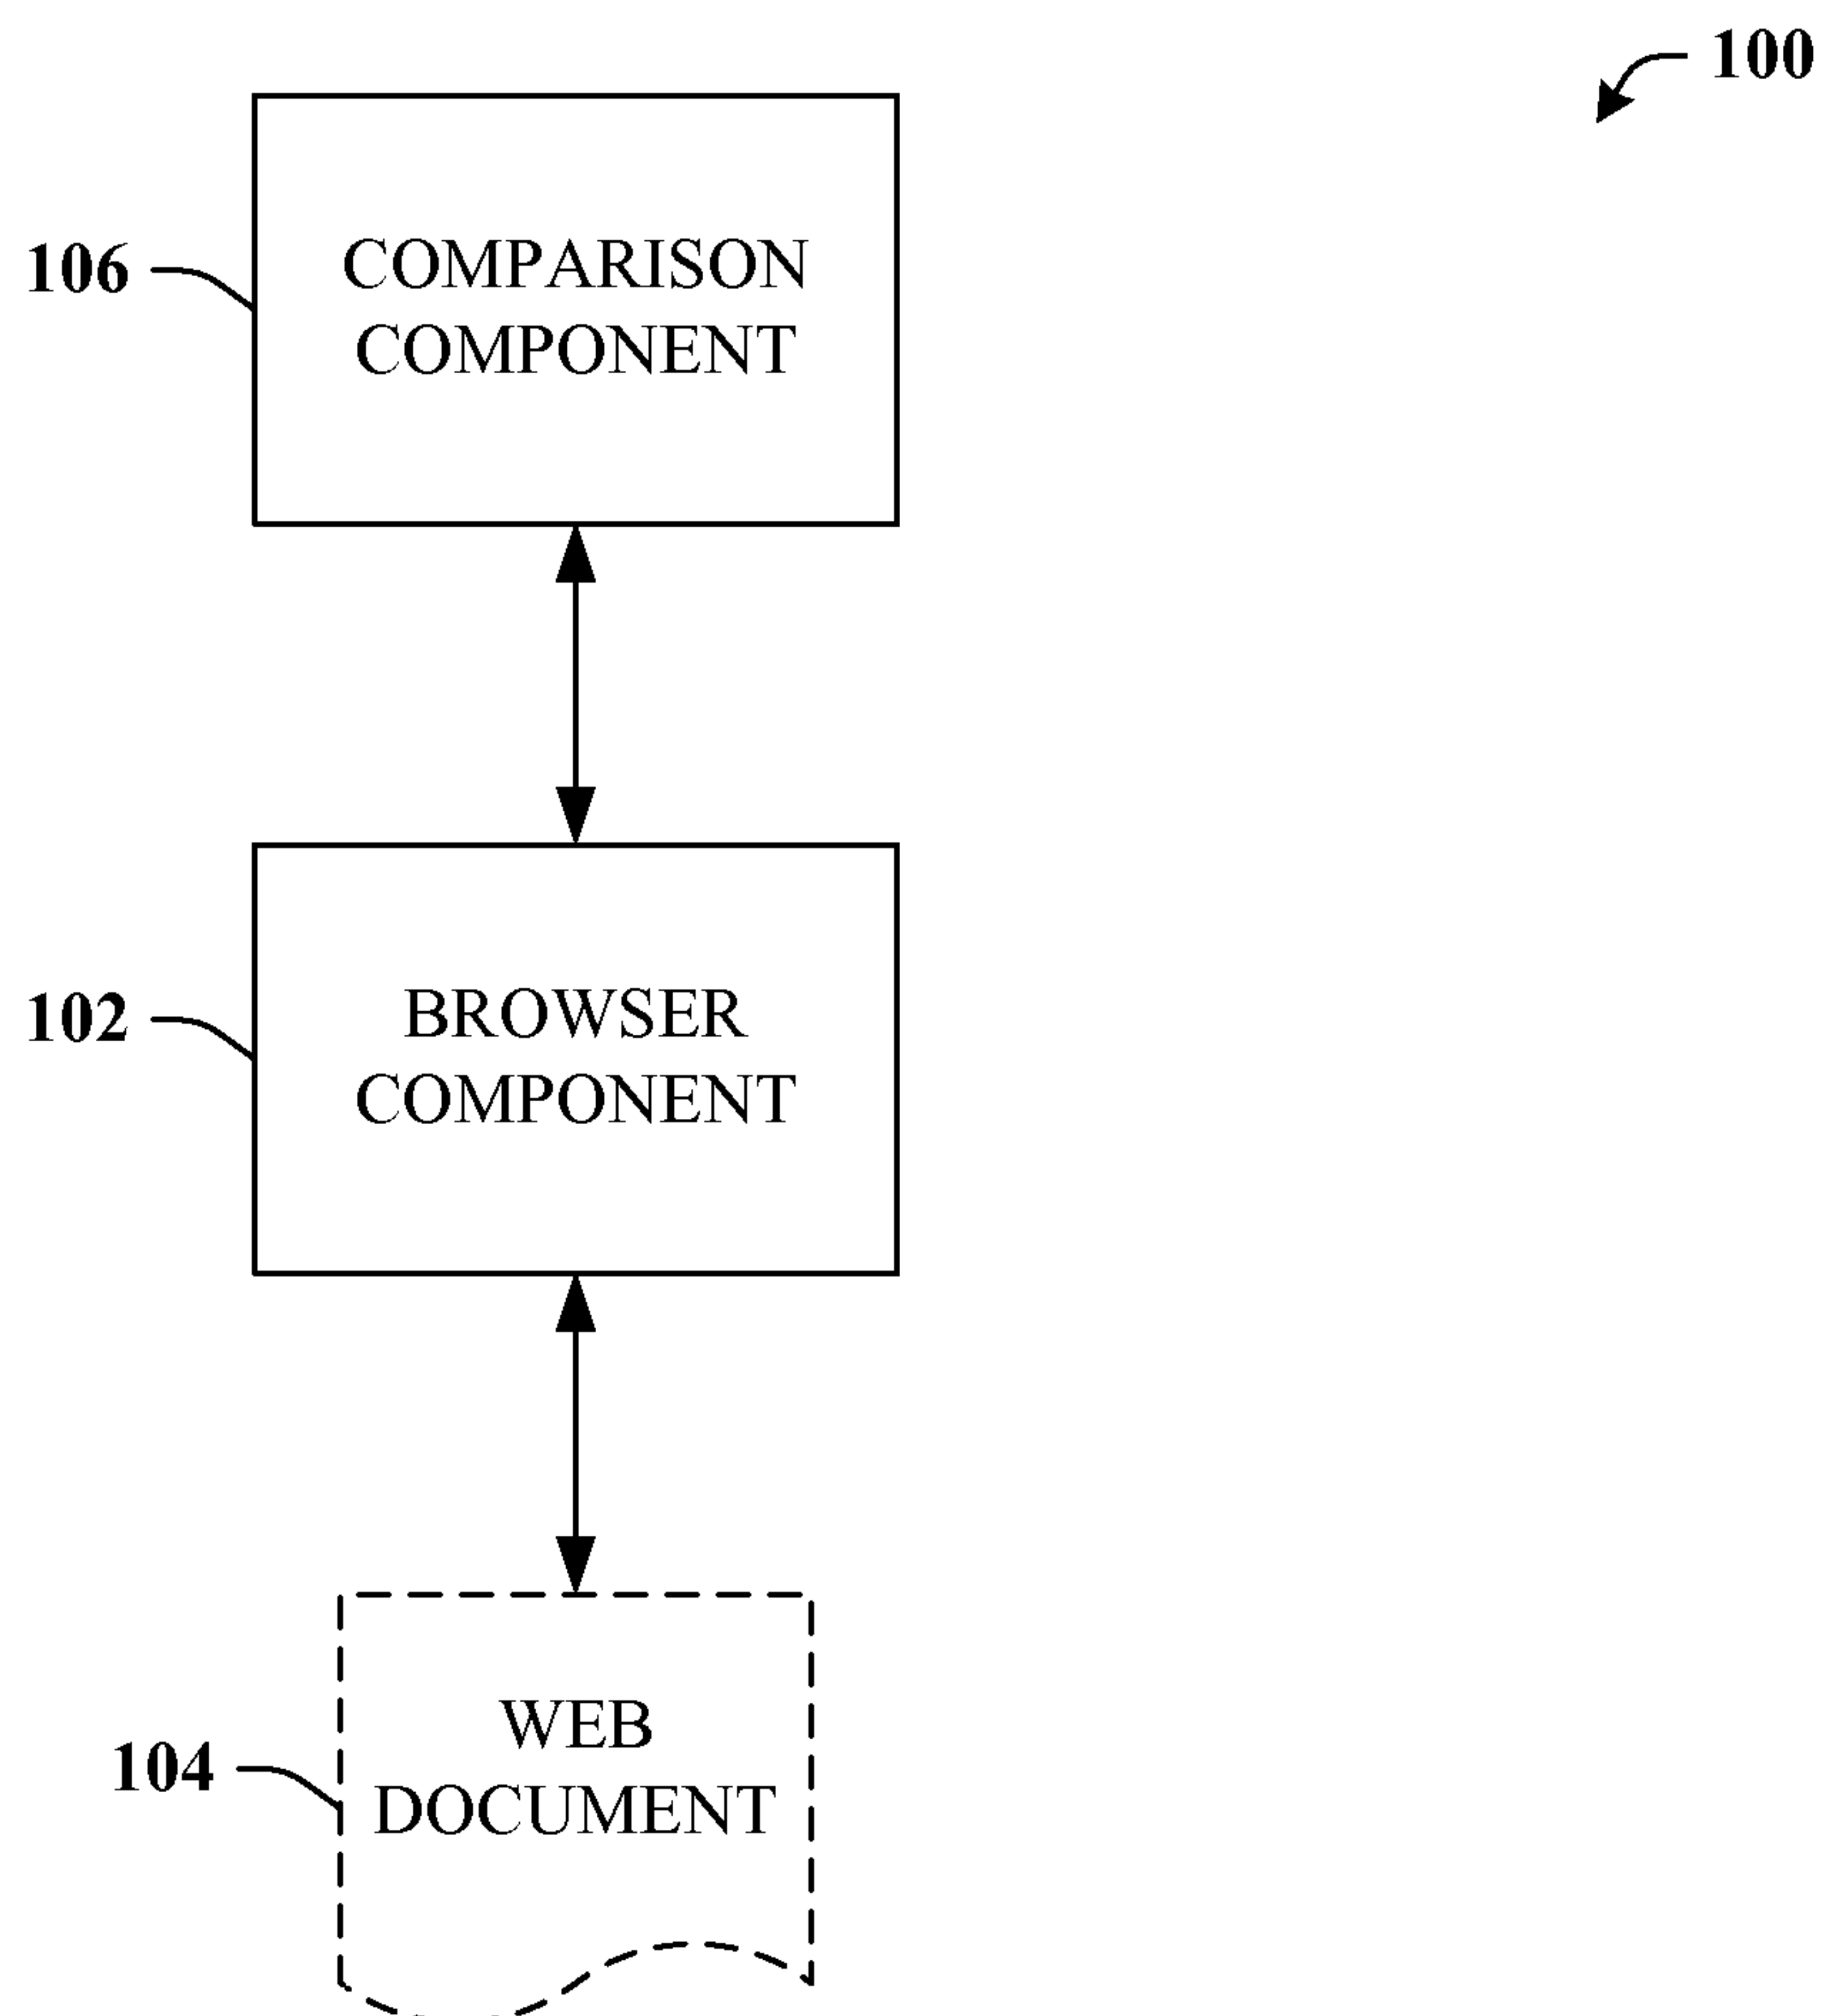 100
106
COMPARISON
COMPONENT
102
BROWSER
COMPONENT
104
WEB
DOCUMENT